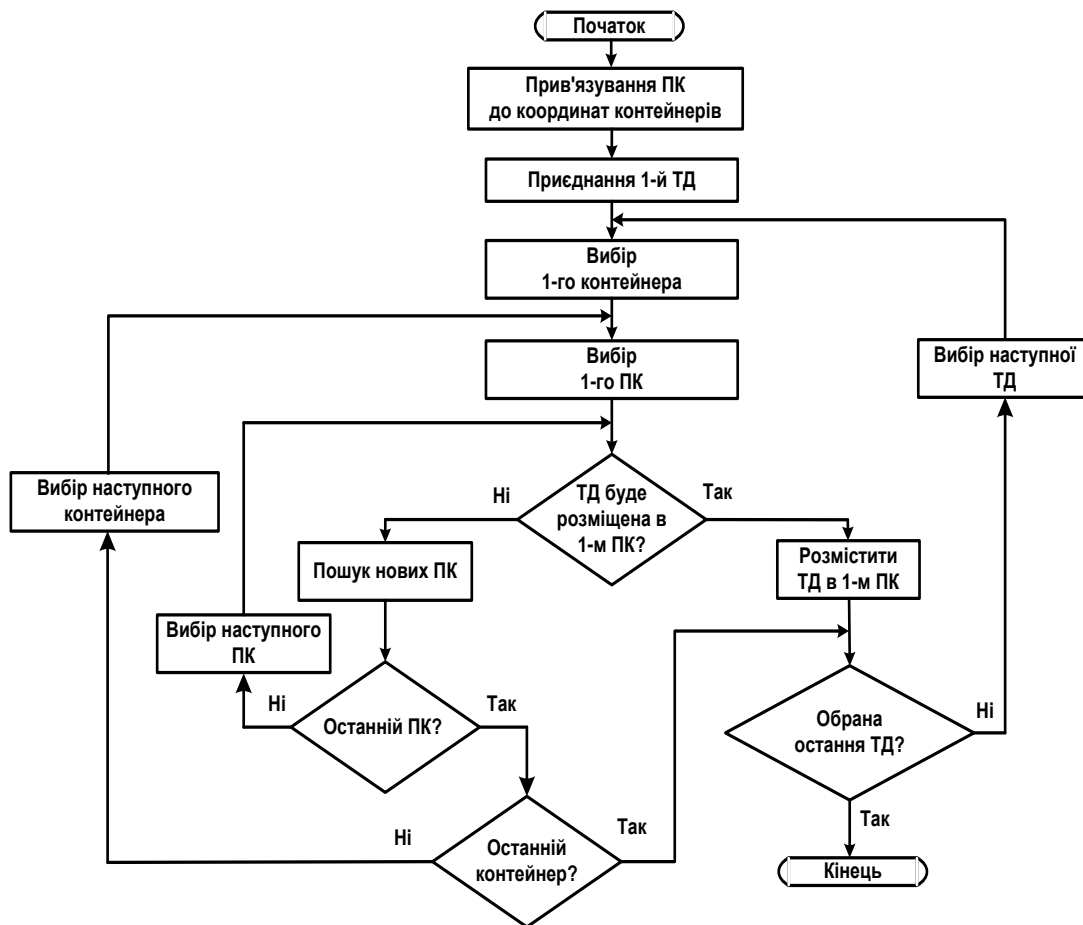 Початок
Прив'язування ПК
до координат контейнерів
Приєднання 1-й ТД
Вибір
1-го контейнера
Вибір
1-го ПК
Вибір наступної
ТД
Вибір наступного
контейнера
Ні
ТД буде
розміщена в
1-м ПК?
Так
Пошук нових ПК
Розмістити
ТД в 1-м ПК
Вибір наступного
ПК
Ні
Останній ПК?
Так
Обрана
остання ТД?
Ні
Ні
Останній
контейнер?
Так
Так
Кінець